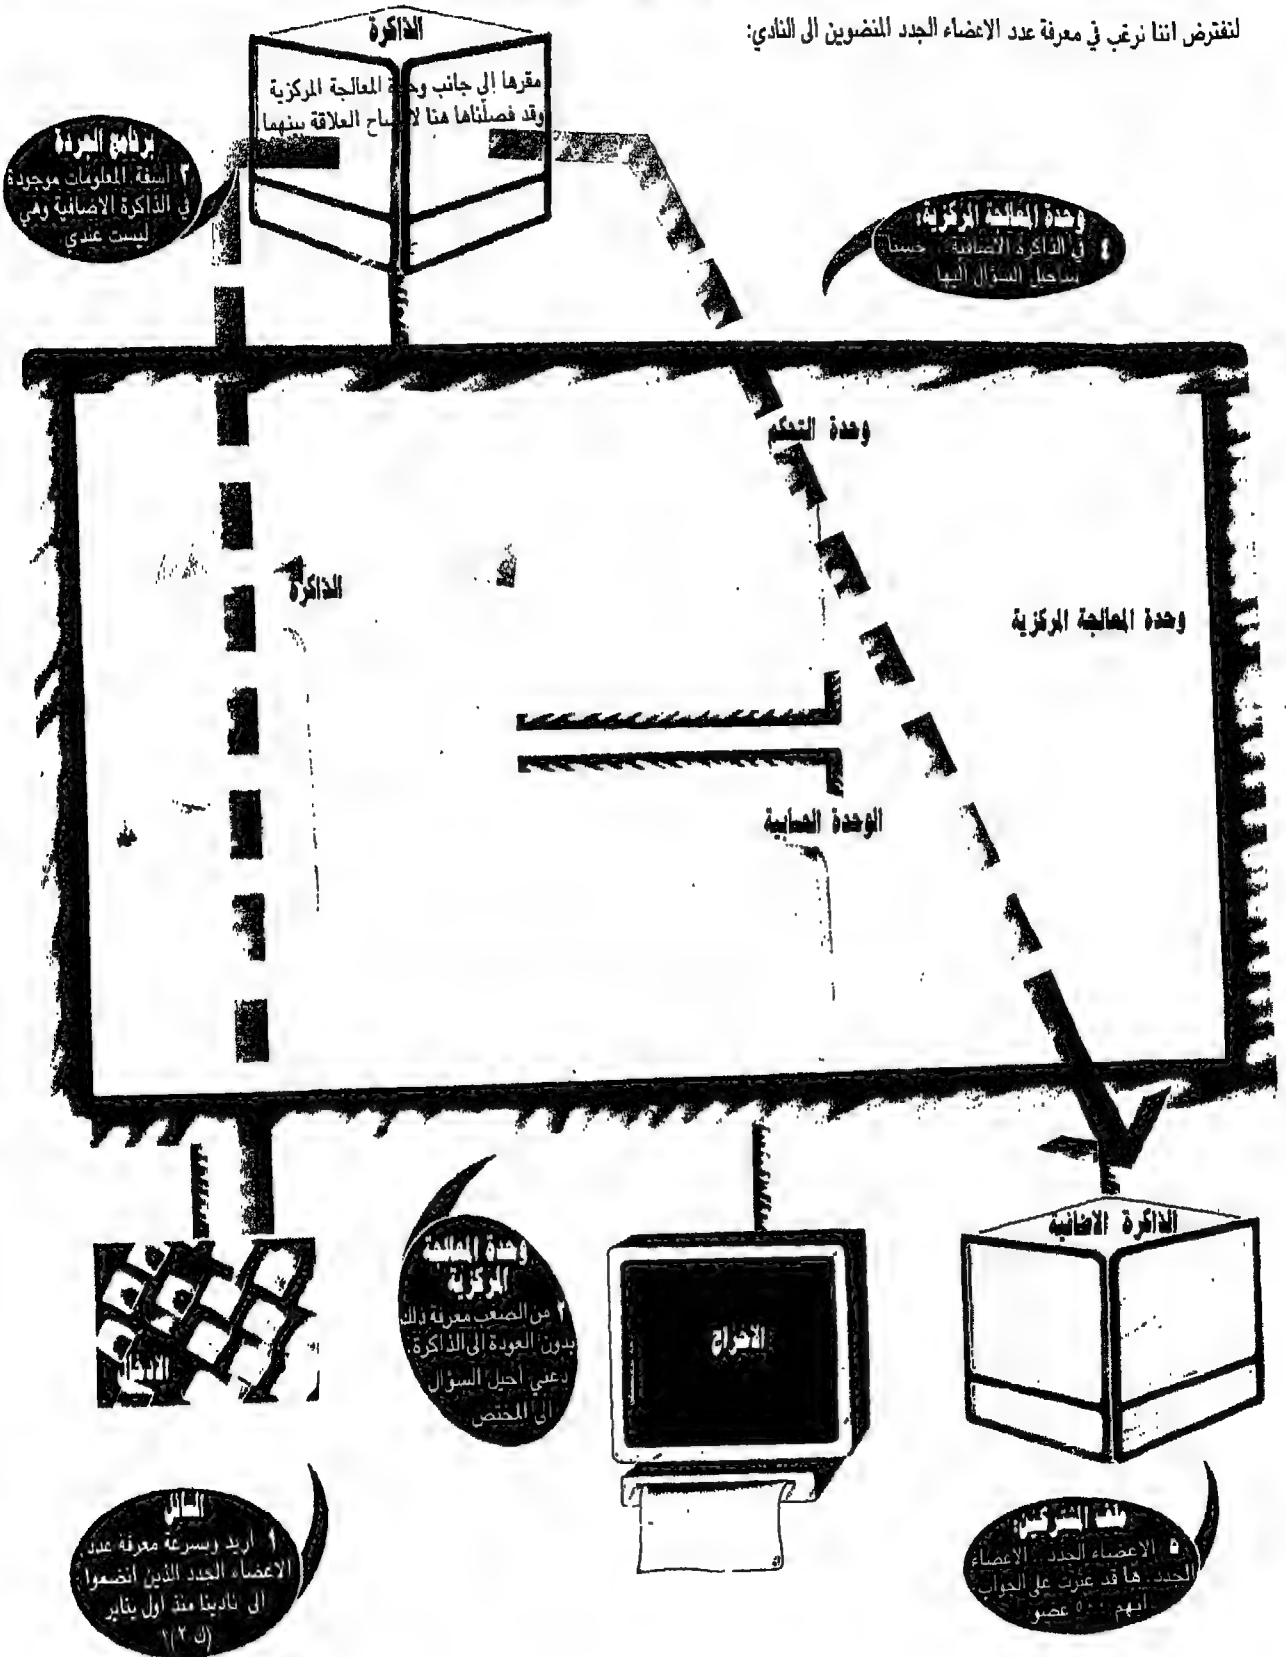 لنفترض اننا نرغب في معرفة عدد الاعضاء الجدد المنضوين الى النادي:
الذاكرة
مقرها إلى جانب وحدة المعالجة المركزية
وقد فصلناها هنا لايضاح العلاقة بينهما.
برنامج الجردة
٣ آسفة المعلومات موجودة
في الذاكرة الاضافية وهي
ليست عندي
وحدة المعالجة المركزية:
٤ في الذاكرة الاضافية، حسنا
ساحيل السؤال اليها
وحدة التحكم
الذاكرة
وحدة المعالجة المركزية
الوحدة الحسابية
الذاكرة الاضافية
وحدة المعالجة
المركزية
٢ من الصعب معرفة ذلك
بدون العودة الى الذاكرة.
دعني أحيل السؤال
الى المختص
الاخراج
الادخال
السائل
١ اريد وبسرعة معرفة عدد
الاعضاء الجدد الذين انضموا
الى نادينا منذ اول يناير
(ك ٢)؟
ملف المشتركين:
٥ الاعضاء الجدد. الاعضاء
الجدد. ها قد عثرت على الجواب
انهم ٥٠٠٠ عضو